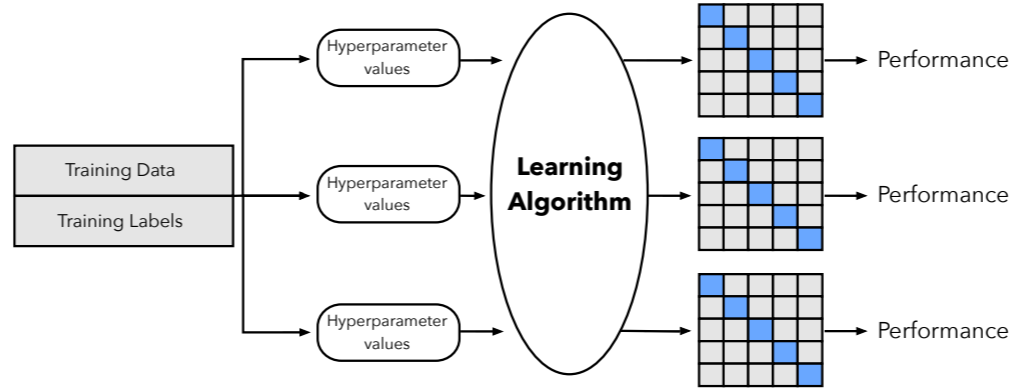 Hyperparameter
values
Performance
Training Data
Training Labels
Hyperparameter
values
Learning
Algorithm
Performance
Hyperparameter
values
Performance